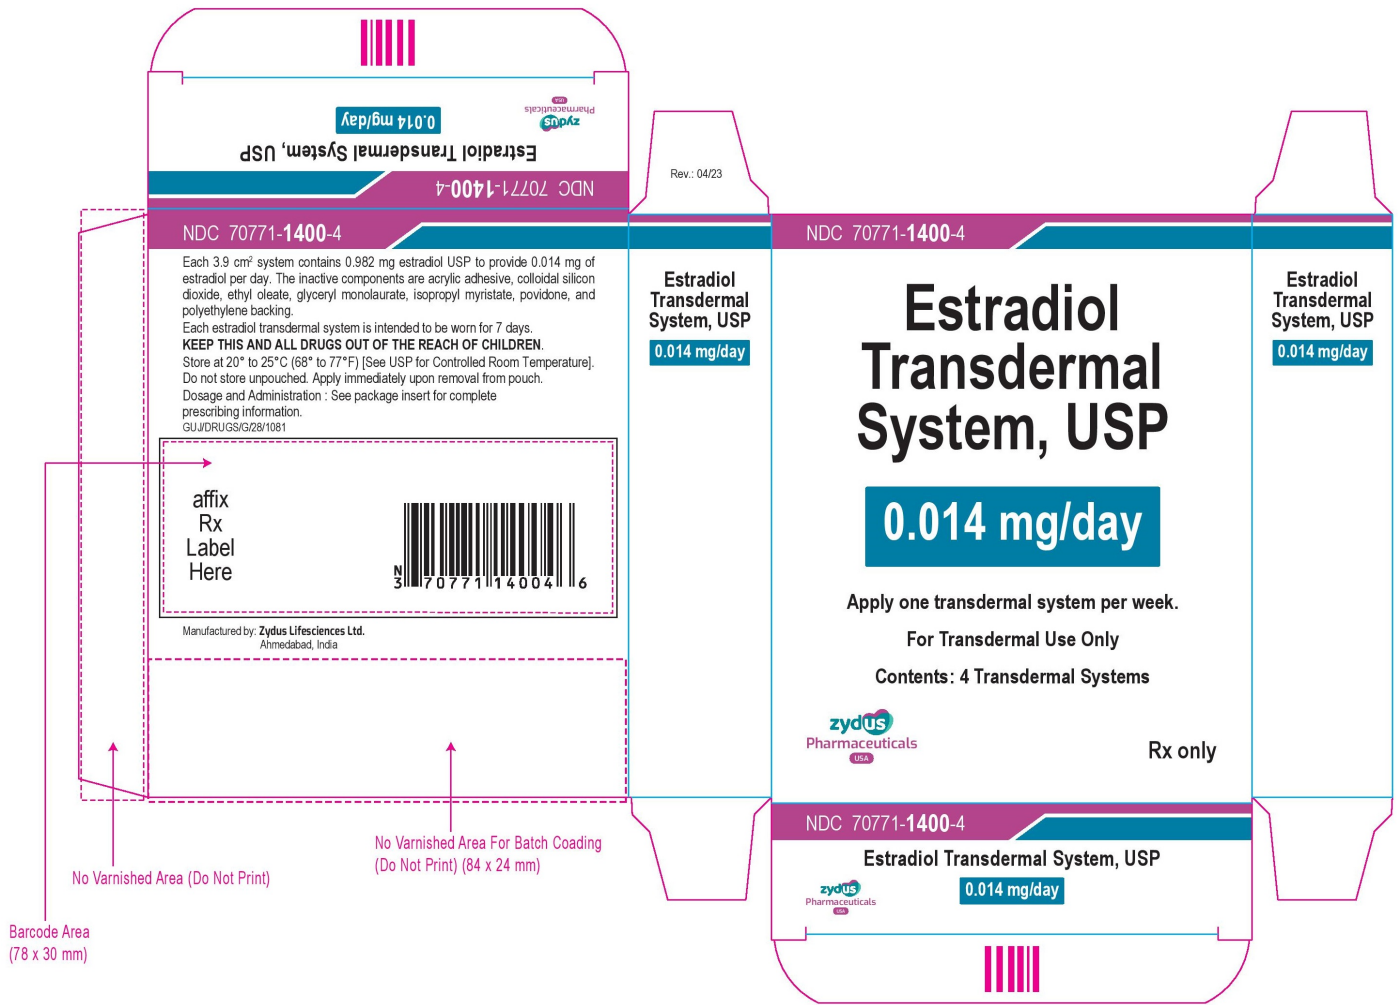 zydus
Pharmaceuticals
USA
0.014 mg/day
Estradiol Transdermal System, USP
NDC 70771-1400-4
NDC 70771-1400-4
Each 3.9 cm² system contains 0.982 mg estradiol USP to provide 0.014 mg of
estradiol per day. The inactive components are acrylic adhesive, colloidal silicon
dioxide, ethyl oleate, glyceryl monolaurate, isopropyl myristate, povidone, and
polyethylene backing.
Each estradiol transdermal system is intended to be worn for 7 days.
KEEP THIS AND ALL DRUGS OUT OF THE REACH OF CHILDREN.
Store at 20° to 25°C (68° to 77°F) [See USP for Controlled Room Temperature].
Do not store unpouched. Apply immediately upon removal from pouch.
Dosage and Administration : See package insert for complete
prescribing information.
GUJ/DRUGS/G/28/1081
affix
Rx
Label
Here
N
3 70771 14004 6
Manufactured by: Zydus Lifesciences Ltd.
Ahmedabad, India
No Varnished Area For Batch Coading
(Do Not Print) (84 x 24 mm)
No Varnished Area (Do Not Print)
Barcode Area
(78 x 30 mm)
Rev.: 04/23
Estradiol
Transdermal
System, USP
0.014 mg/day
NDC 70771-1400-4
Estradiol
Transdermal
System, USP
0.014 mg/day
Apply one transdermal system per week.
For Transdermal Use Only
Contents: 4 Transdermal Systems
zydus
Pharmaceuticals
USA
Rx only
NDC 70771-1400-4
Estradiol Transdermal System, USP
0.014 mg/day
zydus
Pharmaceuticals
USA
Estradiol
Transdermal
System, USP
0.014 mg/day